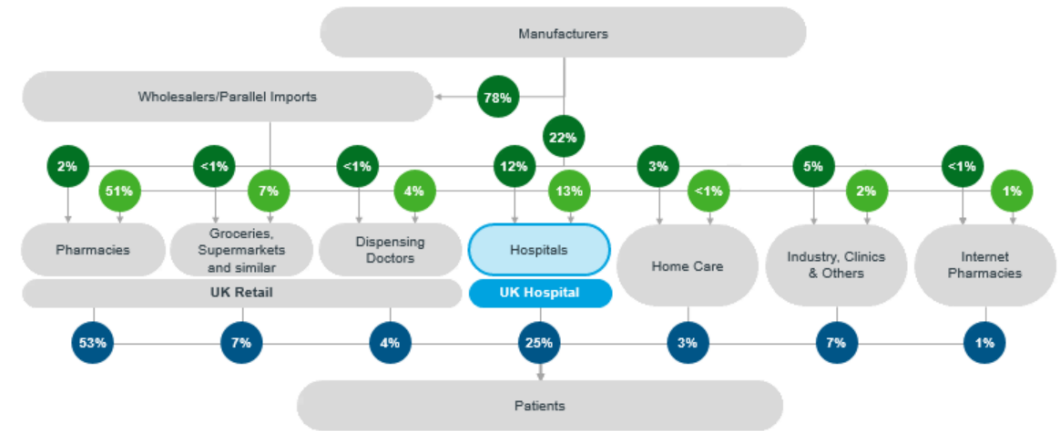 Manufacturers
Wholesalers/Parallel Imports
78%
22%
2%
<1%
<1%
12%
3%
5%
<1%
51%
7%
4%
13%
<1%
2%
1%
Pharmacies
Groceries,
Supermarkets
and similar
Dispensing
Doctors
Hospitals
Home Care
Industry, Clinics
& Others
Internet
Pharmacies
UK Retail
UK Hospital
53%
7%
4%
25%
3%
7%
1%
Patients